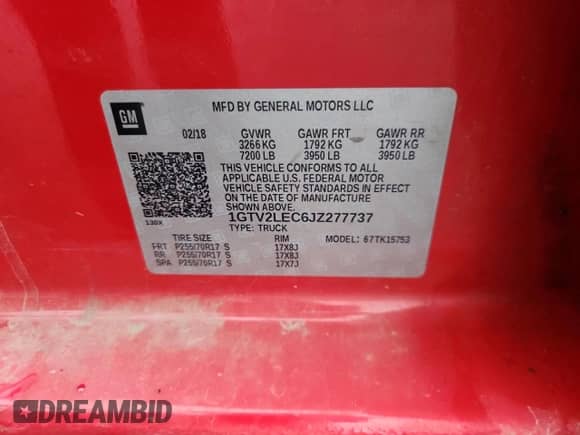 GM
MFD BY GENERAL MOTORS LLC
02/18 GVWR GAWR FRT GAWR RR
3266 KG 1792 KG 1792 KG
7200 LB 3950 LB 3950 LB
THIS VEHICLE CONFORMS TO ALL
APPLICABLE U.S. FEDERAL MOTOR
VEHICLE SAFETY STANDARDS IN EFFECT
ON THE DATE OF MANUFACTURE
SHOWN ABOVE.
1GTV2LEC6JZ277737
130X TYPE: TRUCK
TIRE SIZE RIM MODEL: 67TK15753
FRT P255/70R17 S 17X8J
RR P255/70R17 S 17X8J
SPA P255/70R17 S 17X7J
DREAMBID